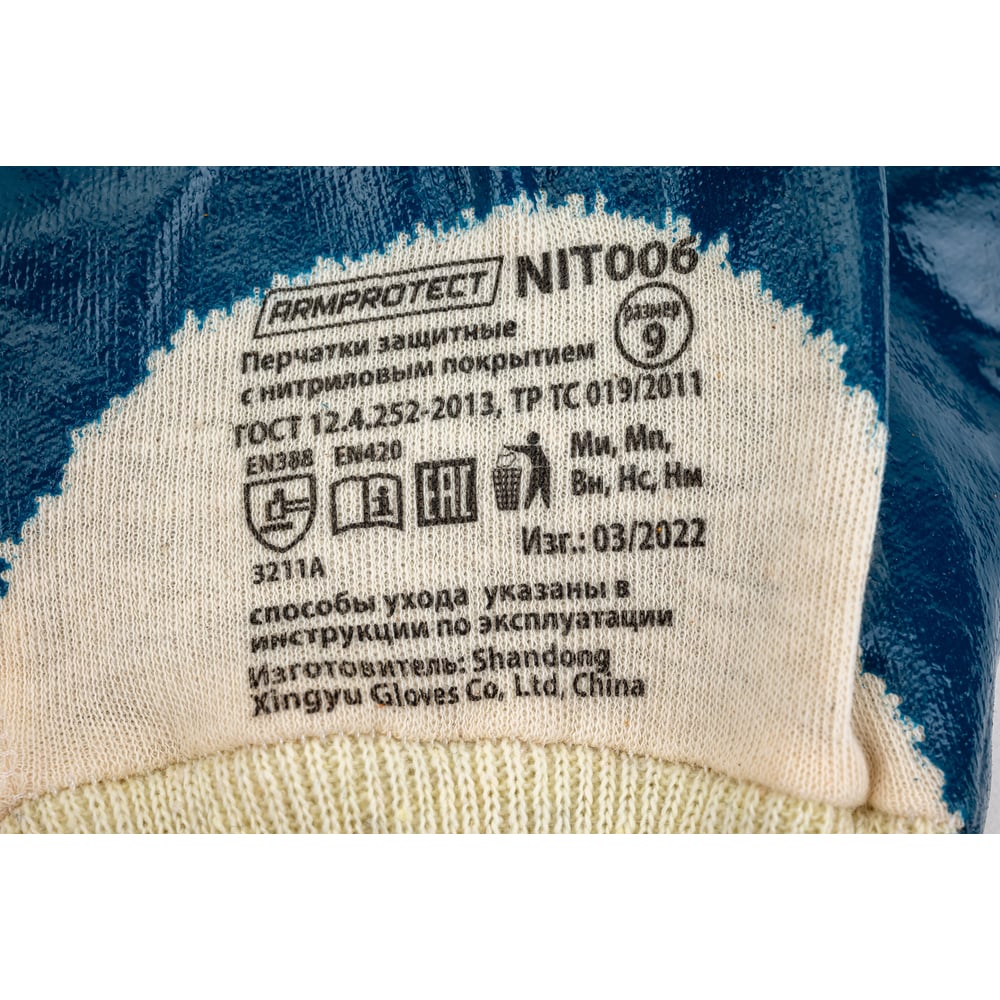 ARMPROTECT NIT006
Перчатки защитные
с нитриловым покрытием
размер
9
ГОСТ 12.4.252-2013, ТР ТС 019/2011
EN388 EN420
EAC
Ми, Мп,
Вн, Нс, Нм
3211A
Изг.: 03/2022
способы ухода указаны в
инструкции по эксплуатации
Изготовитель: Shandong
Xingyu Gloves Co, Ltd, China